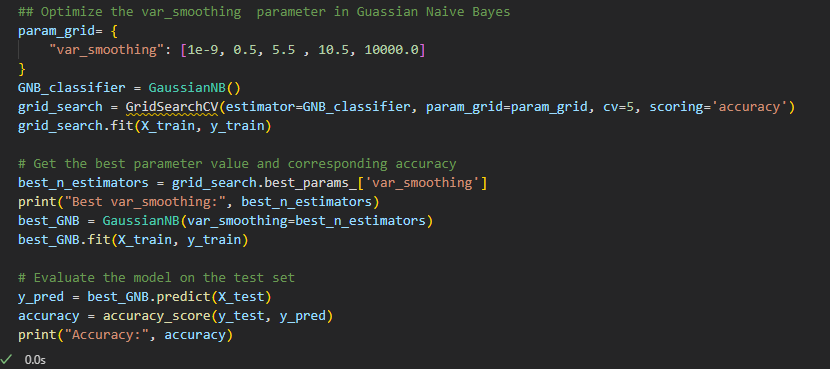 ## Optimize the var_smoothing  parameter in Guassian Naive Bayes
param_grid= {
    "var_smoothing": [1e-9, 0.5, 5.5 , 10.5, 10000.0]
}
GNB_classifier = GaussianNB()
grid_search = GridSearchCV(estimator=GNB_classifier, param_grid=param_grid, cv=5, scoring='accuracy')
grid_search.fit(X_train, y_train)

# Get the best parameter value and corresponding accuracy
best_n_estimators = grid_search.best_params_['var_smoothing']
print("Best var_smoothing:", best_n_estimators)
best_GNB = GaussianNB(var_smoothing=best_n_estimators)
best_GNB.fit(X_train, y_train)

# Evaluate the model on the test set
y_pred = best_GNB.predict(X_test)
accuracy = accuracy_score(y_test, y_pred)
print("Accuracy:", accuracy)
0.0s